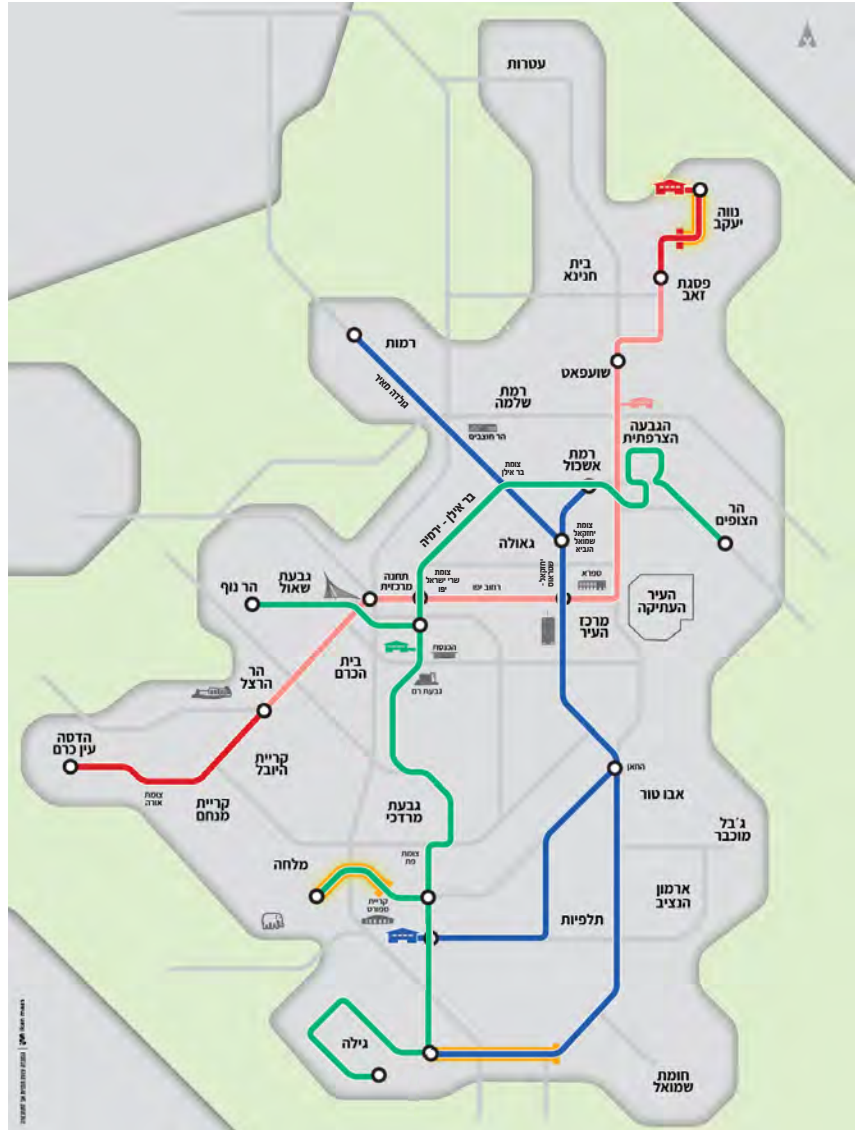 עטרות
נווה
יעקב
בית
חנינא
פסגת
זאב
רמות
שועפאט
גולדה מאיר
רמת
שלמה
הגבעה
הצרפתית
הר חוצבים
רמת
אשכול
צומת
בר אילן
הר
הצופים
בר אילן - ירמיה
גאולה
צומת
יחזקאל
שמואל
הנביא
צומת
שרי ישראל
יפו
תחנה
מרכזית
גבעת
שאול
הר נוף
יחזקאל -
שטראוס
ספרא
רחוב יפו
העיר
העתיקה
מרכז
העיר
הכנסת
בית
הכרם
גבעת רם
הר
הרצל
הדסה
עין כרם
קריית
היובל
צומת
אורה
קריית
מנחם
החאן
אבו טור
גבעת
מרדכי
ג'בל
מוכבר
צומת
פת
מלחה
ארמון
הנציב
קריית
ספורט
תלפיות
גילה
חומת
שמואל